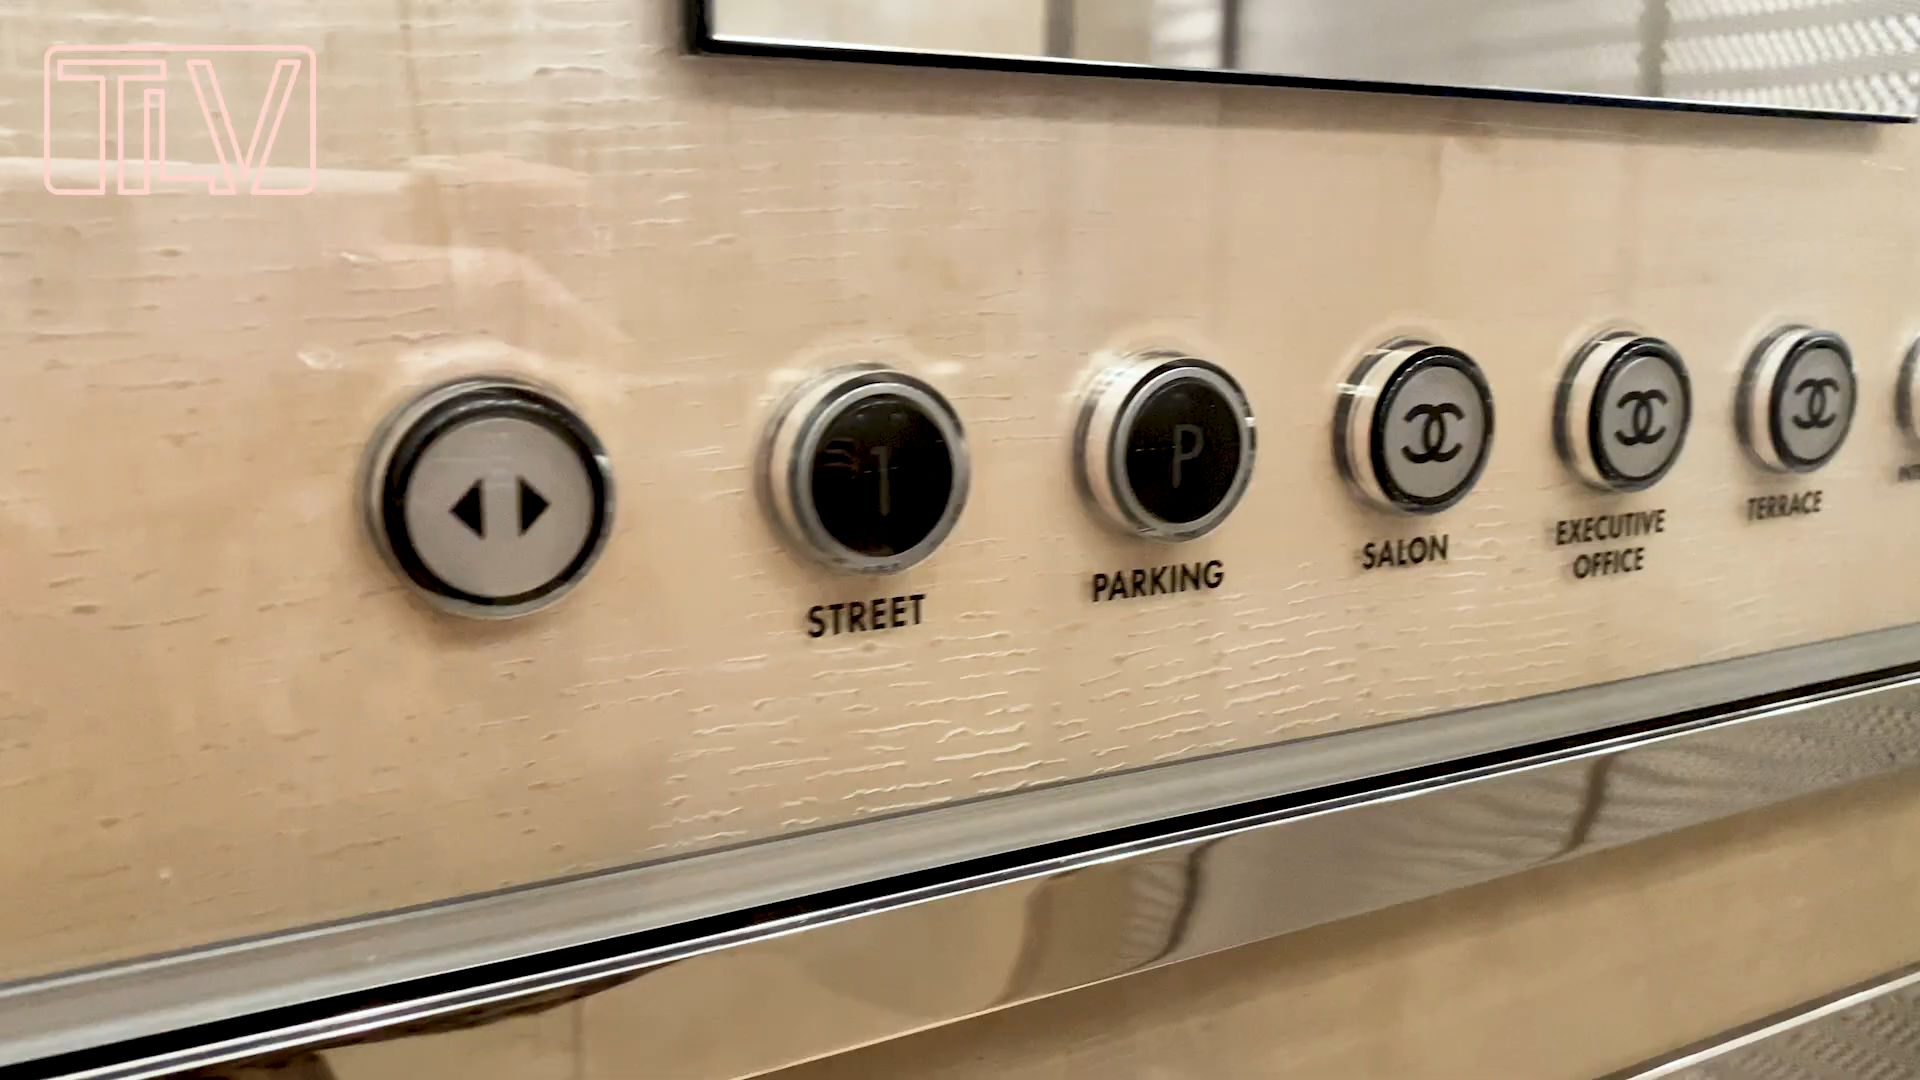 TLV
1
P
STREET
PARKING
SALON
EXECUTIVE
OFFICE
TERRACE